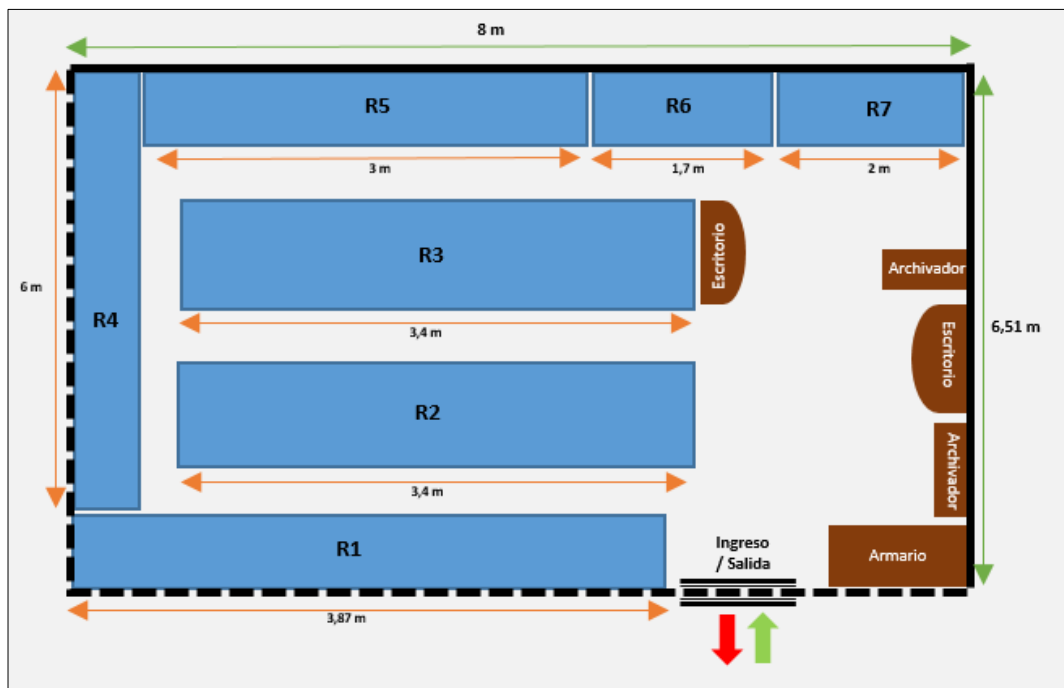 8 m
R5
R6
R7
3 m
1,7 m
2 m
R3
Escritorio
Archivador
6 m
R4
6,51 m
3,4 m
Escritorio
R2
Archivador
3,4 m
R1
Ingreso
/ Salida
Armario
3,87 m